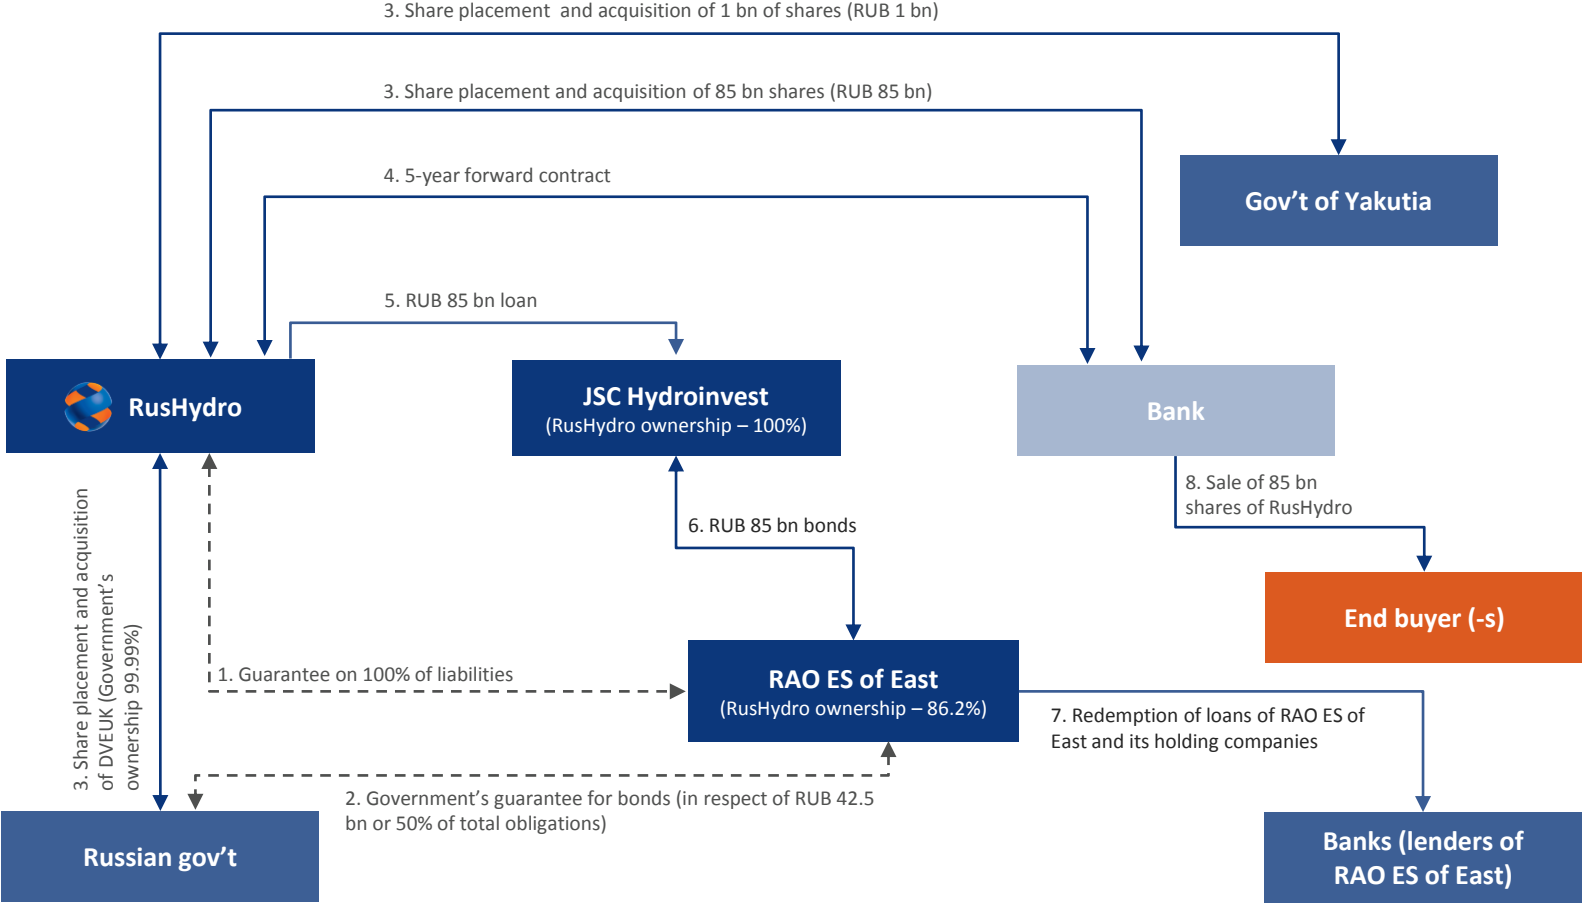 3. Share placement  and acquisition of 1 bn of shares (RUB 1 bn)
3. Share placement and acquisition of 85 bn shares (RUB 85 bn)
4. 5-year forward contract
Gov't of Yakutia
5. RUB 85 bn loan
RusHydro
JSC Hydroinvest
(RusHydro ownership – 100%)
Bank
8. Sale of 85 bn
shares of RusHydro
6. RUB 85 bn bonds
3. Share placement and acquisition
of DVEUK (Government's
ownership 99.99%)
End buyer (-s)
1. Guarantee on 100% of liabilities
RAO ES of East
(RusHydro ownership – 86.2%)
7. Redemption of loans of RAO ES of
East and its holding companies
2. Government's guarantee for bonds (in respect of RUB 42.5
bn or 50% of total obligations)
Russian gov't
Banks (lenders of
RAO ES of East)